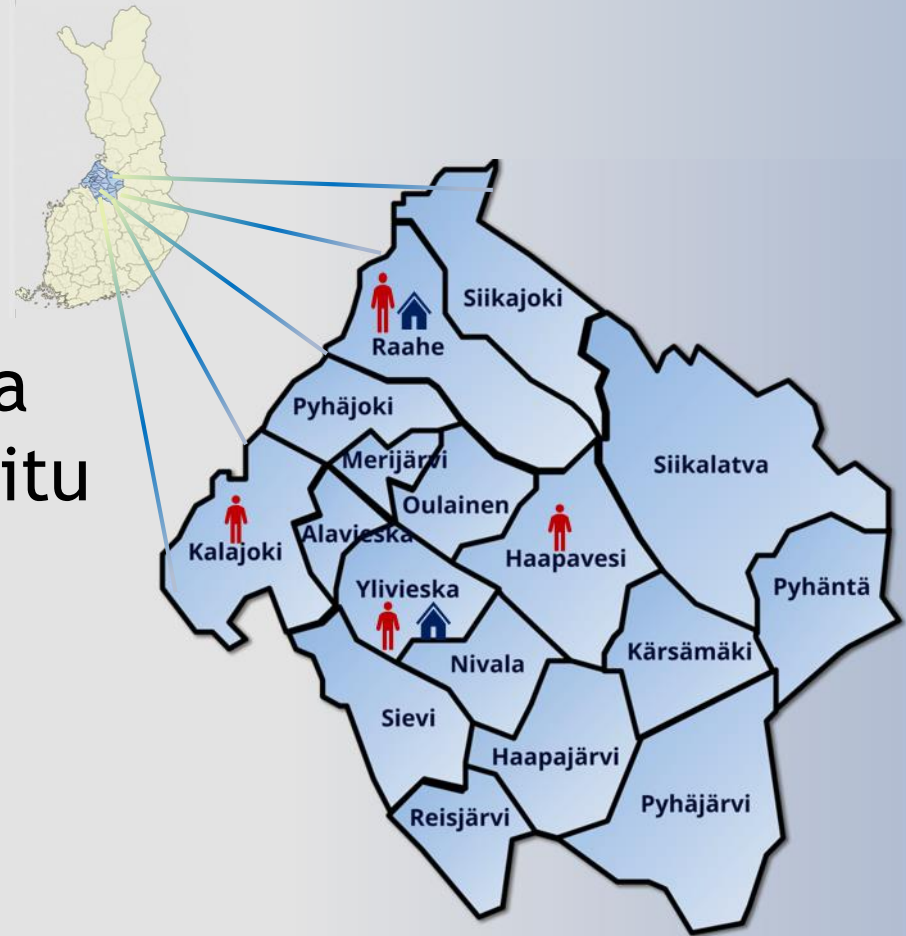 Siikajoki
Raahe
a
Pyhäjoki
itu
Merijärvi
Siikalatva
Oulainen
Alavieska
Kalajoki
Haapavesi
Ylivieska
Pyhäntä
Kärsämäki
Nivala
Sievi
Haapajärvi
Pyhäjärvi
Reisjärvi